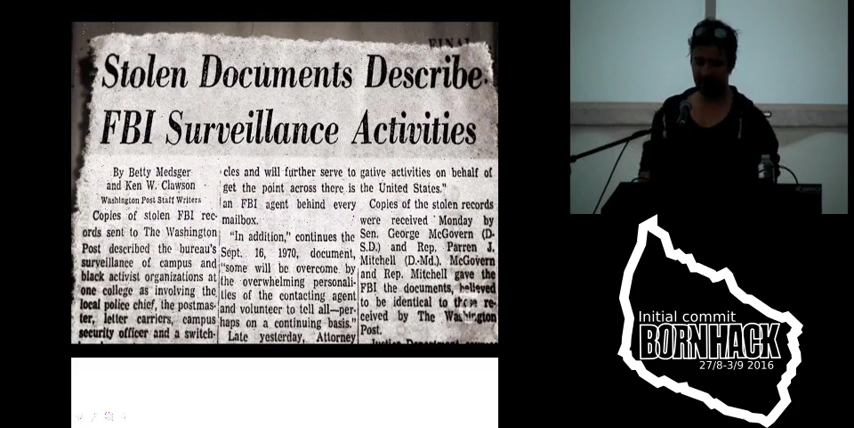 FINAL
Stolen Documents Describe
FBI Surveillance Activities
By Betty Medsger
and Ken W. Clawson
Washington Post Staff Writers
Copies of stolen FBI rec-
ords sent to The Washington
Post described the bureau's
surveillance of campus and
black activist organizations at
one college as involving the
local police chief, the postmas-
ter, letter carriers, campus
security officer and a switch-
cles and will further serve to
get the point across there is
an FBI agent behind every
mailbox.
"In addition," continues the
Sept. 16, 1970, document,
"some will be overcome by
the overwhelming personali-
ties of the contacting agent
and volunteer to tell all—per-
haps on a continuing basis."
Late yesterday, Attorney
gative activities on behalf of
the United States."
Copies of the stolen records
were received Monday by
Sen. George McGovern (D-
S.D.) and Rep. Parren J.
Mitchell (D.-Md.). McGovern
and Rep. Mitchell gave the
FBI the documents, believed
to be identical to those re-
ceived by The Washington
Post.
Initial commit
BORNHACK
27/8-3/9 2016